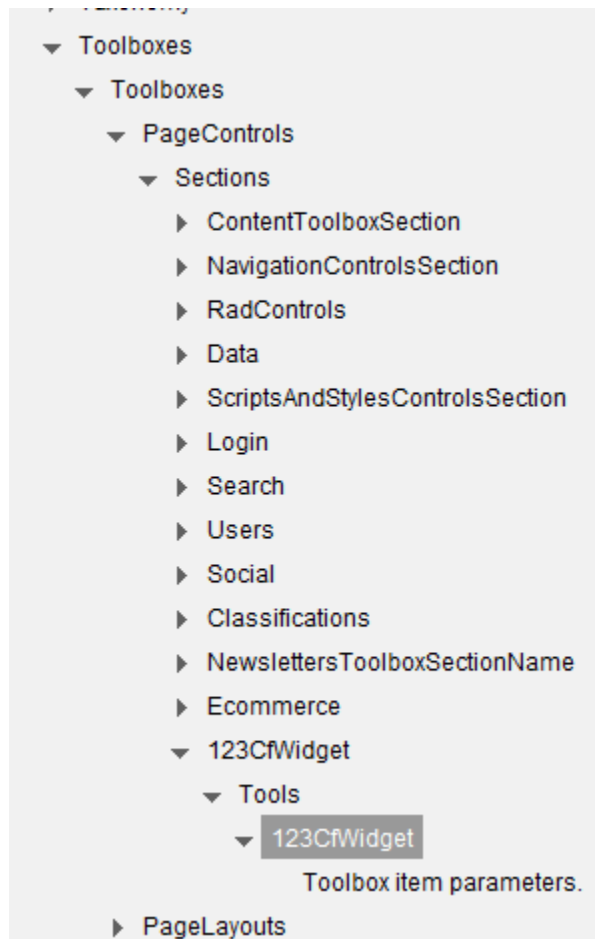 Toolboxes
Toolboxes
PageControls
Sections
ContentToolboxSection
NavigationControlsSection
RadControls
Data
ScriptsAndStylesControlsSection
Login
Search
Users
Social
Classifications
NewslettersToolboxSectionName
Ecommerce
123CfWidget
Tools
123CfWidget
Toolbox item parameters.
PageLayouts